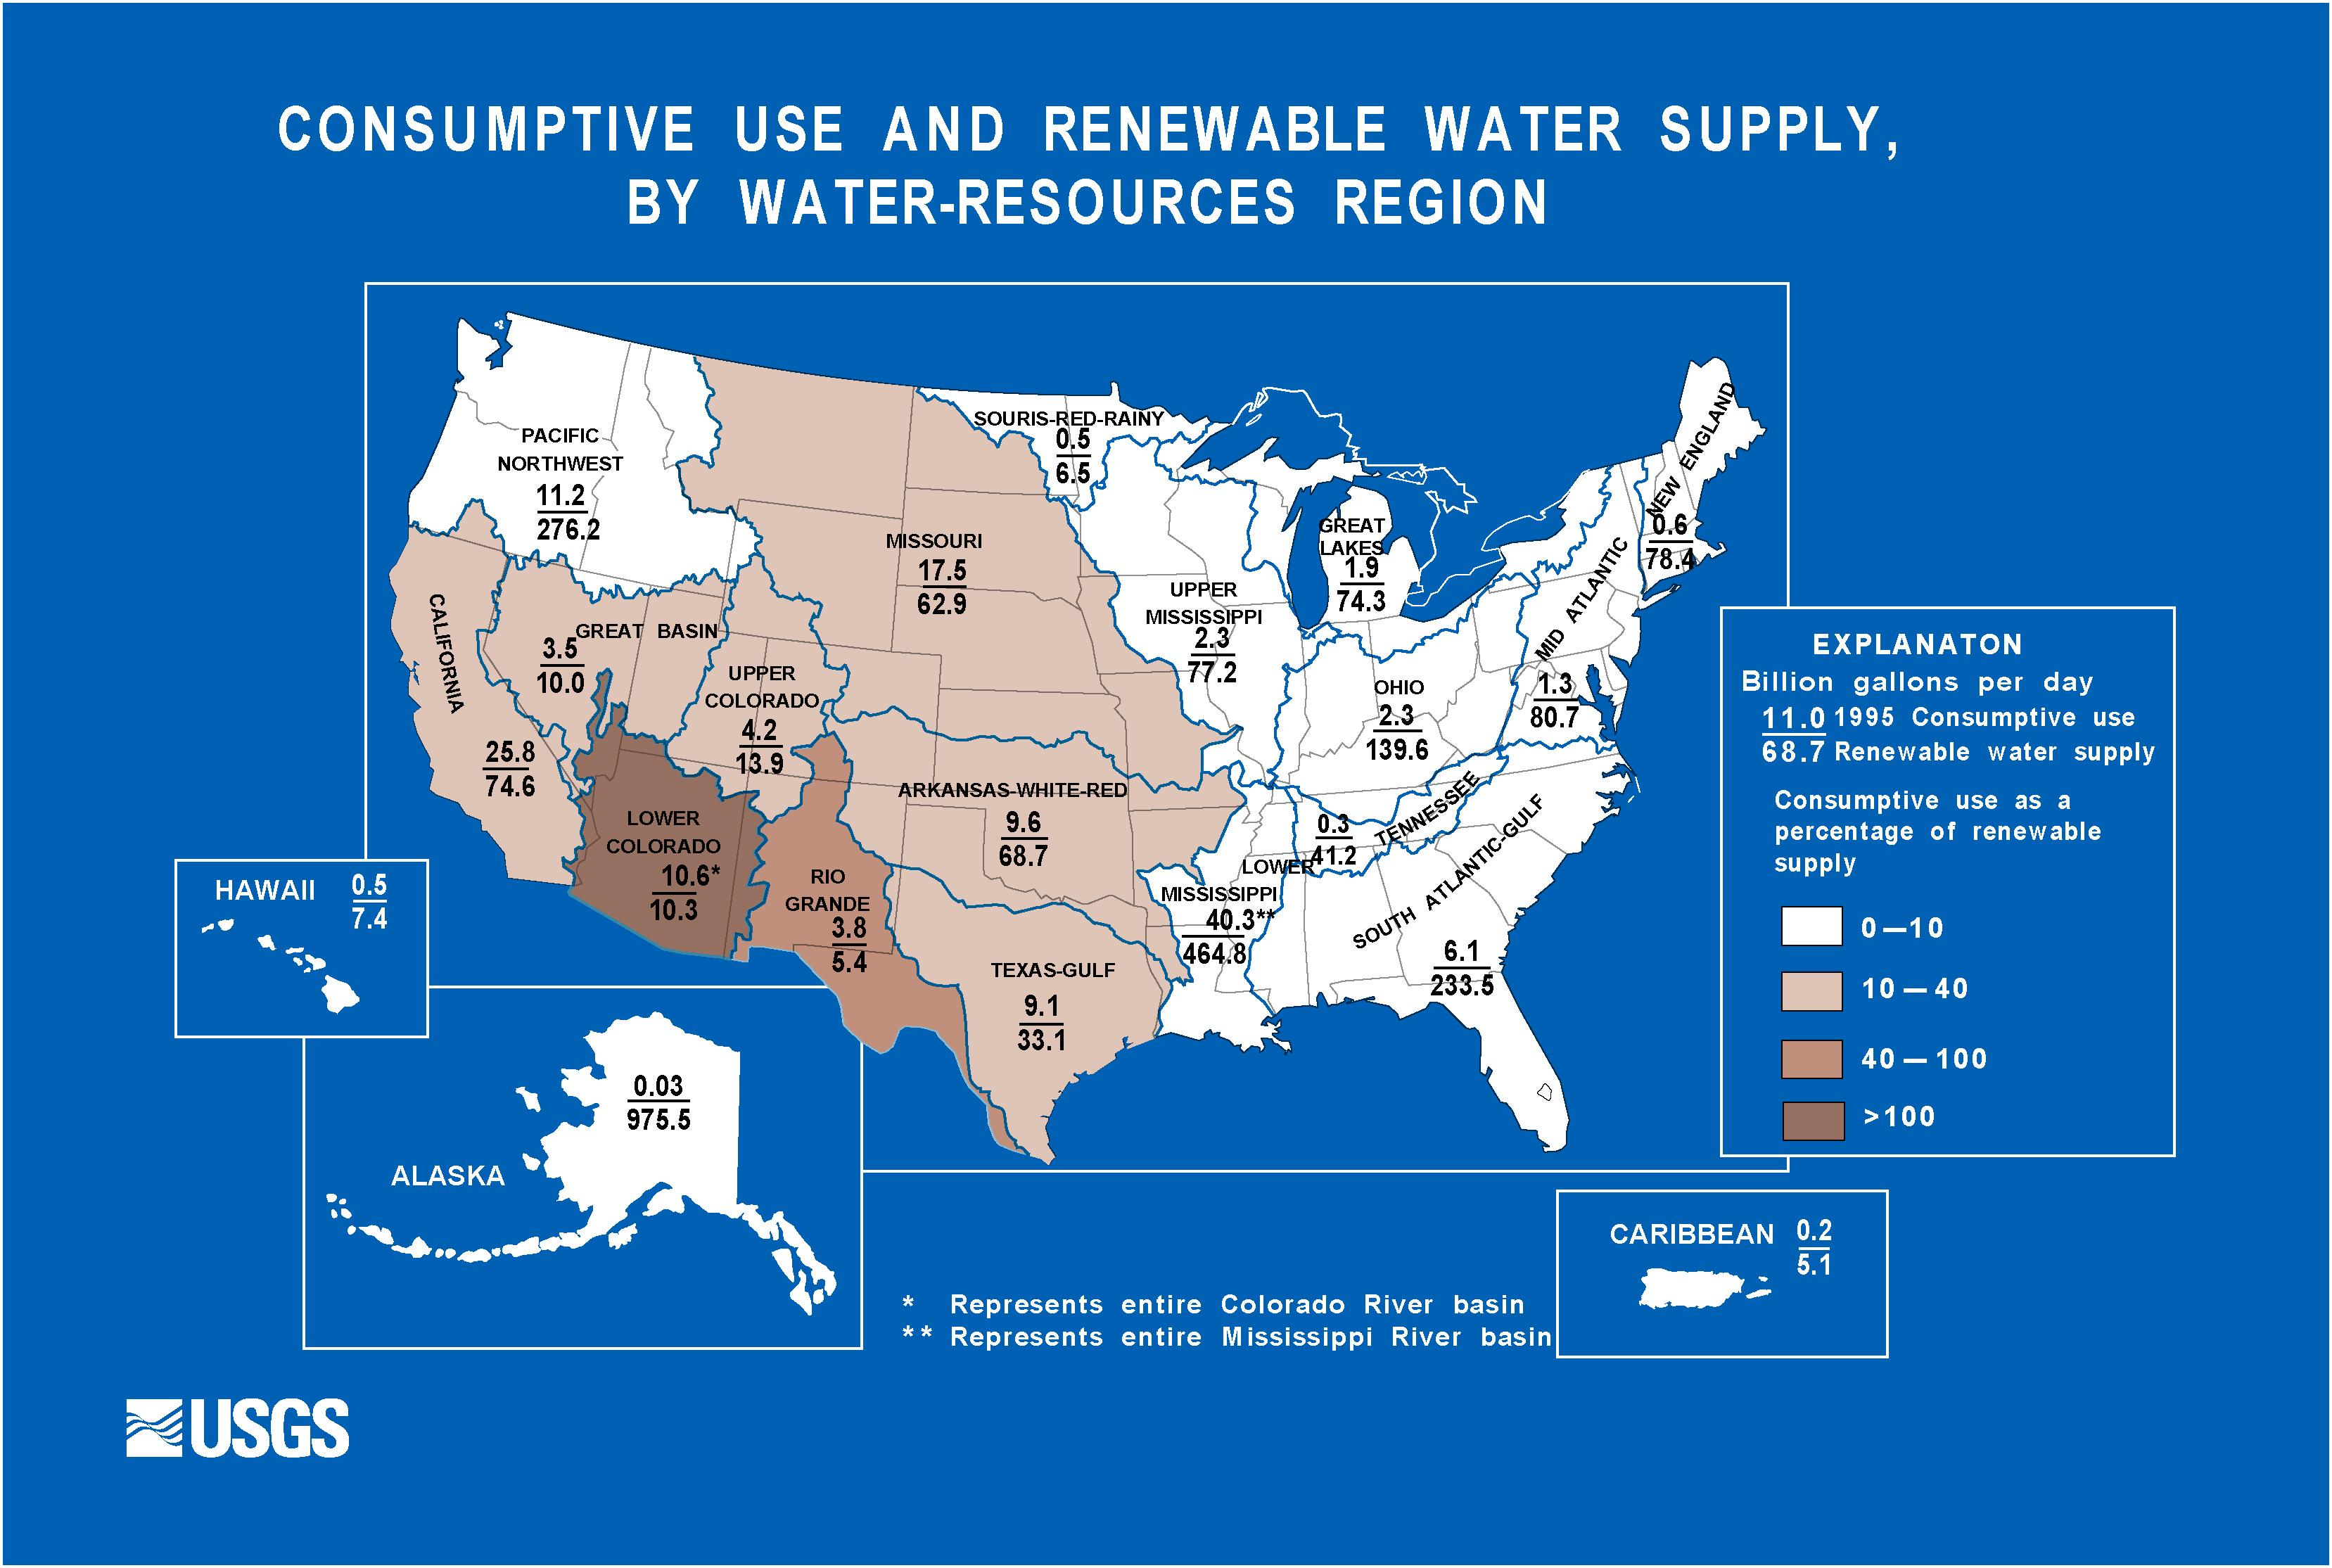 CONSUMPTIVE USE AND RENEWABLE WATER SUPPLY,
BY WATER-RESOURCES REGION
SOURIS-RED-RAINY
0.5
6.5
PACIFIC
NORTHWEST
11.2
276.2
MISSOURI
17.5
62.9
GREAT
LAKES
1.9
74.3
NEW ENGLAND
0.6
78.4
UPPER
MISSISSIPPI
2.3
77.2
MID ATLANTIC
1.3
80.7
CALIFORNIA
25.8
74.6
GREAT BASIN
3.5
10.0
UPPER
COLORADO
4.2
13.9
OHIO
2.3
139.6
ARKANSAS-WHITE-RED
9.6
68.7
TENNESSEE
0.3
41.2
LOWER
COLORADO
10.6*
10.3
RIO
GRANDE
3.8
5.4
LOWER
MISSISSIPPI
40.3**
464.8
SOUTH ATLANTIC-GULF
6.1
233.5
TEXAS-GULF
9.1
33.1
HAWAII
0.5
7.4
ALASKA
0.03
975.5
CARIBBEAN
0.2
5.1
EXPLANATON
Billion gallons per day
11.0 1995 Consumptive use
68.7 Renewable water supply
Consumptive use as a
percentage of renewable
supply
0—10
10—40
40—100
>100
* Represents entire Colorado River basin
** Represents entire Mississippi River basin
USGS